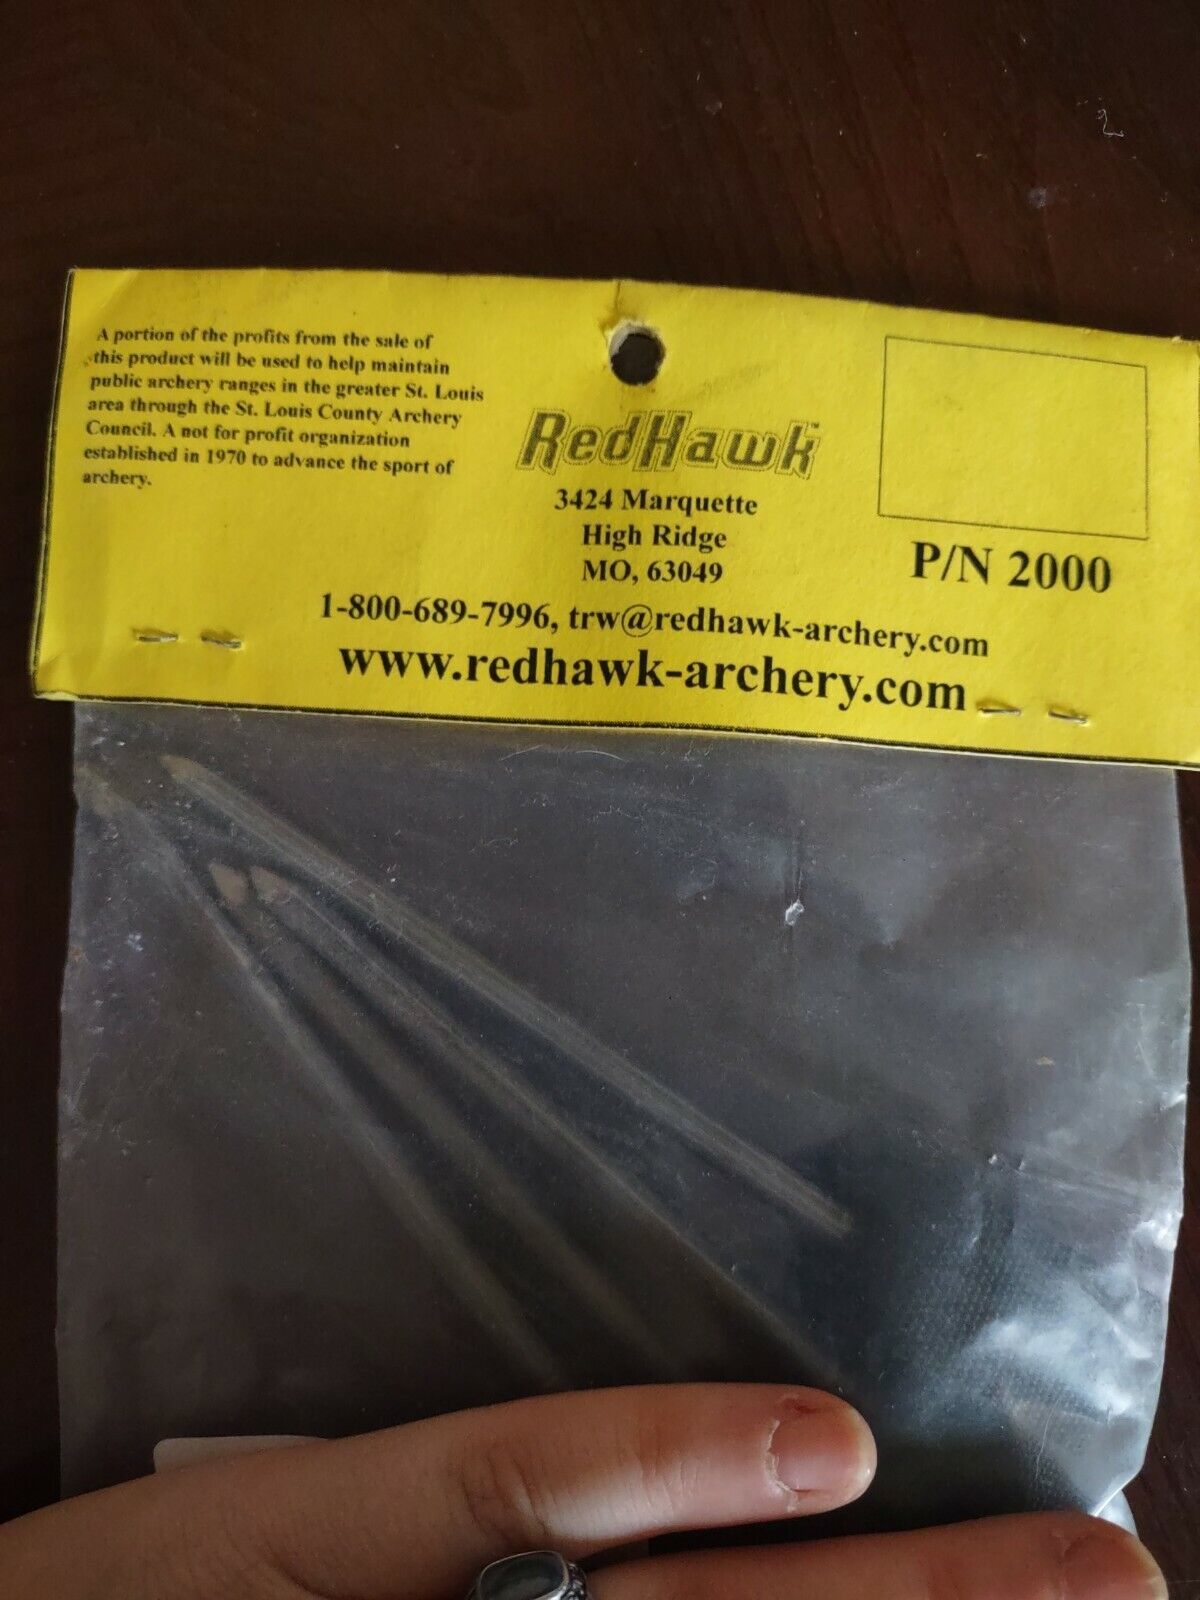 A portion of the profits from the sale of
this product will be used to help maintain
public archery ranges in the greater St. Louis
area through the St. Louis County Archery
Council. A not for profit organization
established in 1970 to advance the sport of
archery.
RedHawk™
3424 Marquette
High Ridge
MO, 63049
P/N 2000
1-800-689-7996, trw@redhawk-archery.com
www.redhawk-archery.com